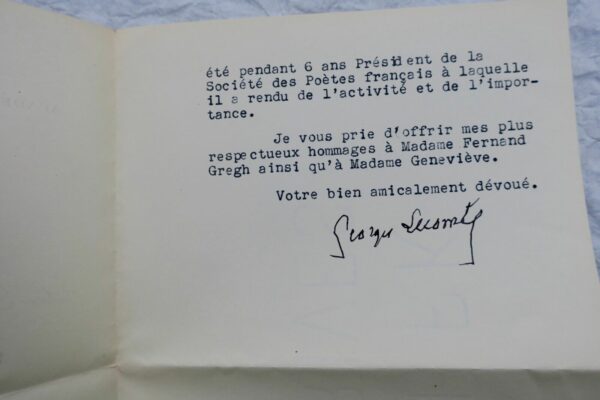 été pendant 6 ans Président de la
Société des Poètes français à laquelle
il a rendu de l'activité et de l'impor-
tance.
Je vous prie d'offrir mes plus
respectueux hommages à Madame Fernand
Gregh ainsi qu'à Madame Geneviève.
Votre bien amicalement dévoué.
Georges Lecomte